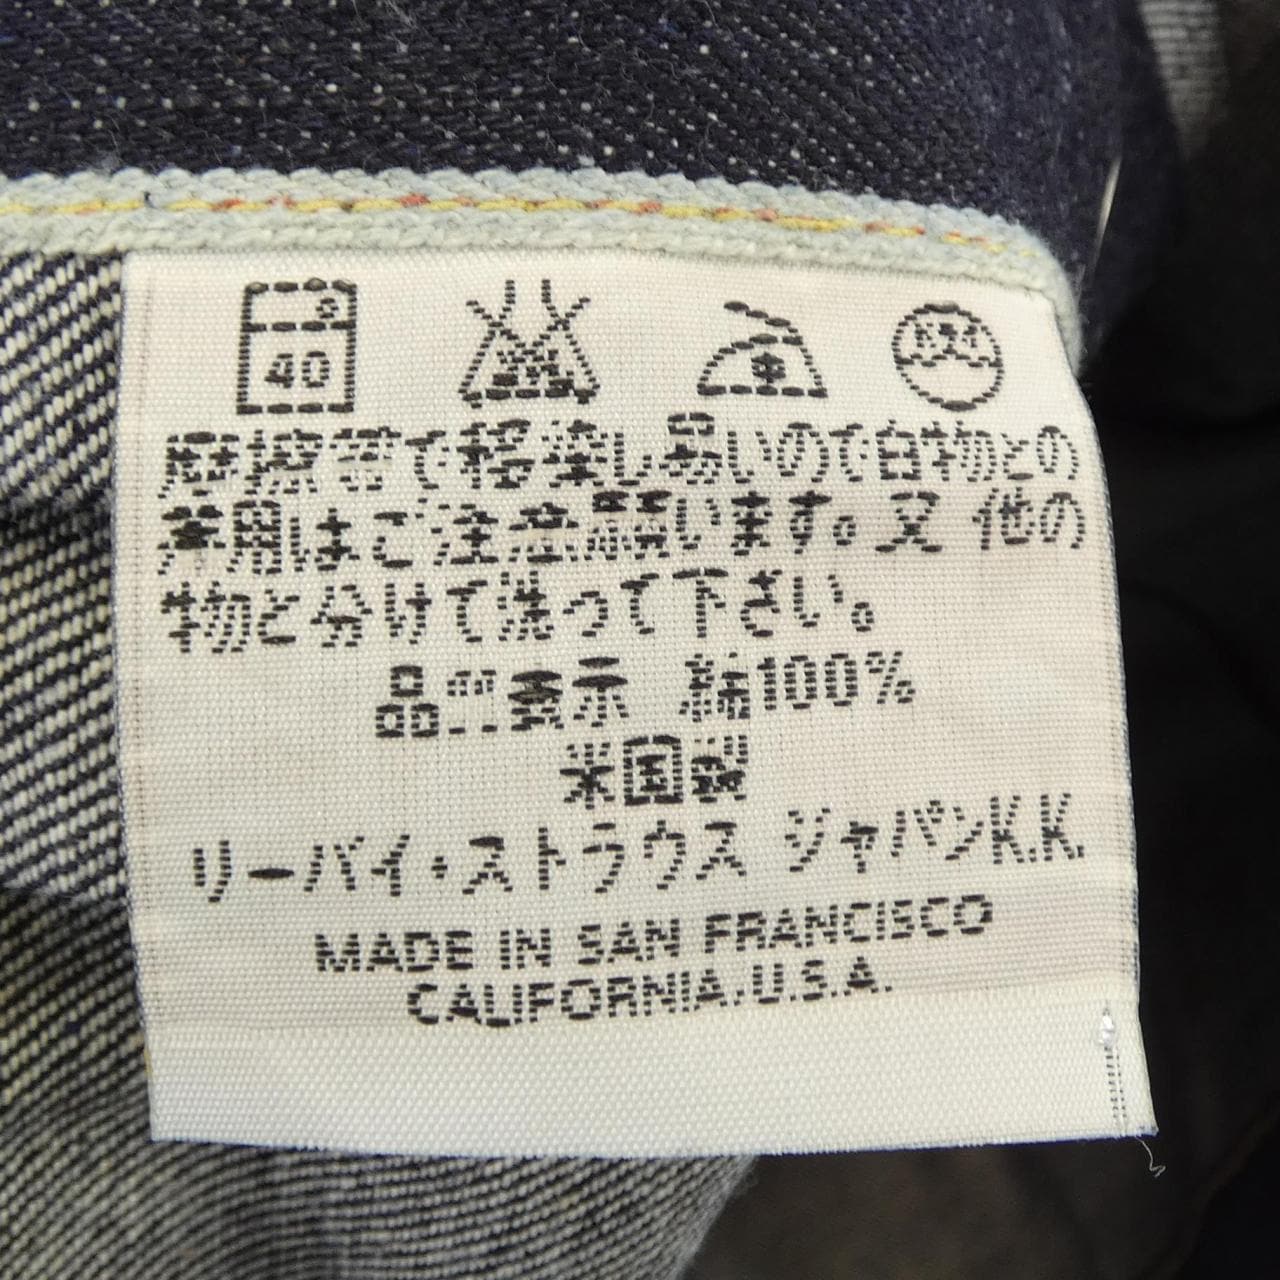 40
摩擦等で移染し易いので白物との
着用はご注意願います。又 他の
物と分けて洗って下さい。
品質表示 綿100%
米国製
リーバイ・ストラウス ジャパンK.K.
MADE IN SAN FRANCISCO
CALIFORNIA.U.S.A.